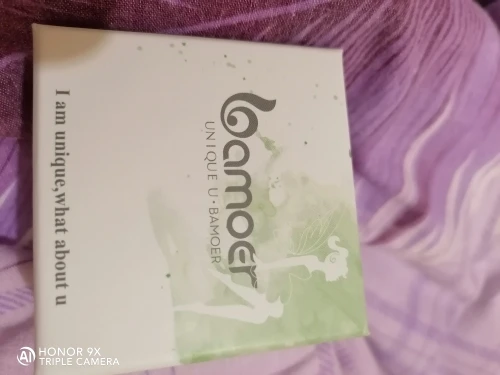 bamoer
UNIQUE U • BAMOER
I am unique,what about u
HONOR 9X
TRIPLE CAMERA